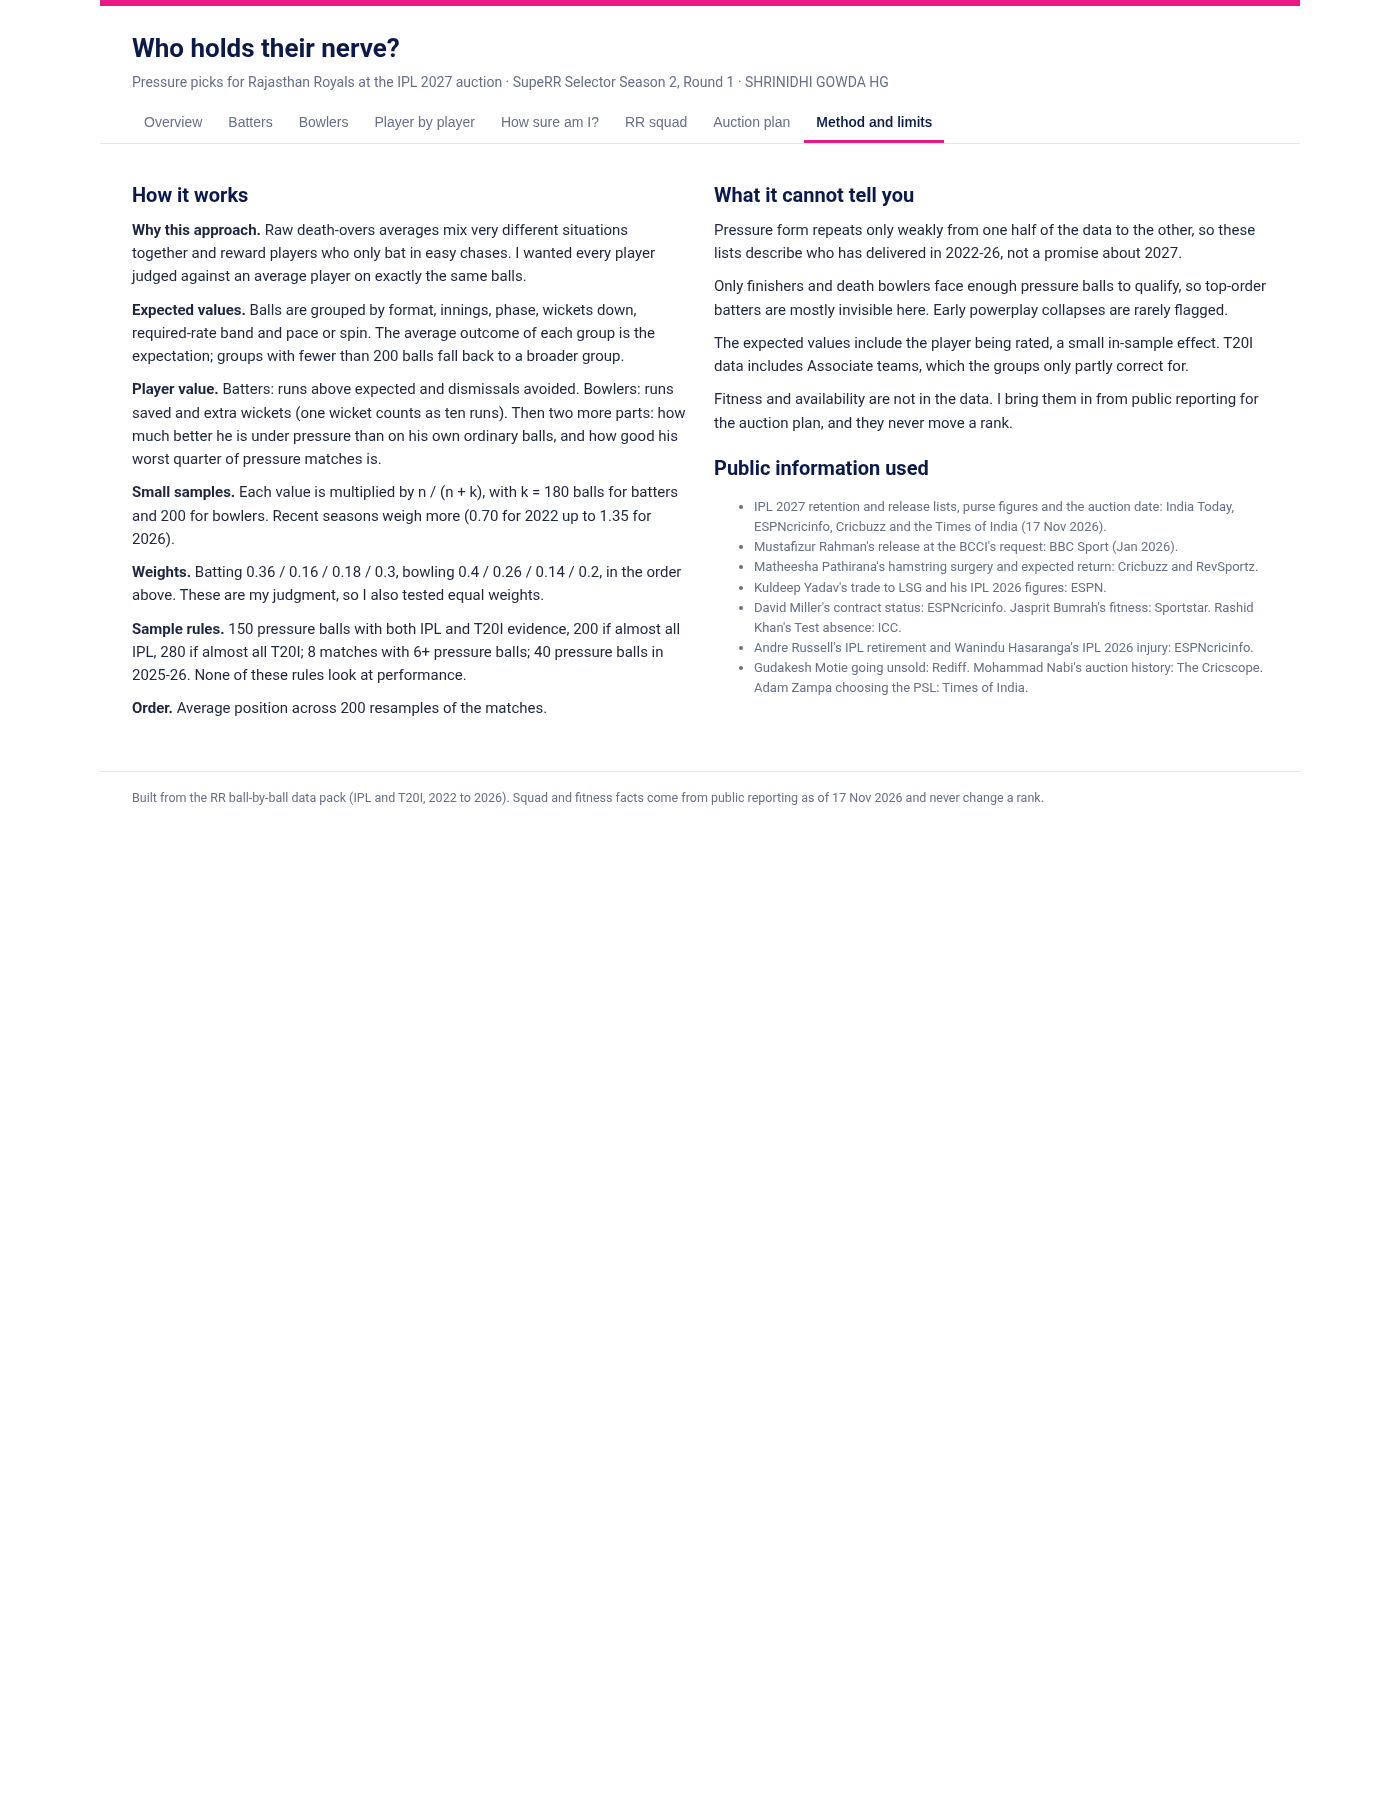 Who holds their nerve?
Pressure picks for Rajasthan Royals at the IPL 2027 auction · SupeRR Selector Season 2, Round 1 · SHRINIDHI GOWDA HG
Overview Batters Bowlers Player by player How sure am I? RR squad Auction plan Method and limits
How it works
Why this approach. Raw death-overs averages mix very different situations
together and reward players who only bat in easy chases. I wanted every player
judged against an average player on exactly the same balls.
Expected values. Balls are grouped by format, innings, phase, wickets down,
required-rate band and pace or spin. The average outcome of each group is the
expectation; groups with fewer than 200 balls fall back to a broader group.
Player value. Batters: runs above expected and dismissals avoided. Bowlers: runs
saved and extra wickets (one wicket counts as ten runs). Then two more parts: how
much better he is under pressure than on his own ordinary balls, and how good his
worst quarter of pressure matches is.
Small samples. Each value is multiplied by n / (n + k), with k = 180 balls for batters
and 200 for bowlers. Recent seasons weigh more (0.70 for 2022 up to 1.35 for
2026).
Weights. Batting 0.36 / 0.16 / 0.18 / 0.3, bowling 0.4 / 0.26 / 0.14 / 0.2, in the order
above. These are my judgment, so I also tested equal weights.
Sample rules. 150 pressure balls with both IPL and T20I evidence, 200 if almost all
IPL, 280 if almost all T20I; 8 matches with 6+ pressure balls; 40 pressure balls in
2025-26. None of these rules look at performance.
Order. Average position across 200 resamples of the matches.
What it cannot tell you
Pressure form repeats only weakly from one half of the data to the other, so these
lists describe who has delivered in 2022-26, not a promise about 2027.
Only finishers and death bowlers face enough pressure balls to qualify, so top-order
batters are mostly invisible here. Early powerplay collapses are rarely flagged.
The expected values include the player being rated, a small in-sample effect. T20I
data includes Associate teams, which the groups only partly correct for.
Fitness and availability are not in the data. I bring them in from public reporting for
the auction plan, and they never move a rank.
Public information used
• IPL 2027 retention and release lists, purse figures and the auction date: India Today,
ESPNcricinfo, Cricbuzz and the Times of India (17 Nov 2026).
• Mustafizur Rahman's release at the BCCI's request: BBC Sport (Jan 2026).
• Matheesha Pathirana's hamstring surgery and expected return: Cricbuzz and RevSportz.
• Kuldeep Yadav's trade to LSG and his IPL 2026 figures: ESPN.
• David Miller's contract status: ESPNcricinfo. Jasprit Bumrah's fitness: Sportstar. Rashid
Khan's Test absence: ICC.
• Andre Russell's IPL retirement and Wanindu Hasaranga's IPL 2026 injury: ESPNcricinfo.
• Gudakesh Motie going unsold: Rediff. Mohammad Nabi's auction history: The Cricscope.
Adam Zampa choosing the PSL: Times of India.
Built from the RR ball-by-ball data pack (IPL and T20I, 2022 to 2026). Squad and fitness facts come from public reporting as of 17 Nov 2026 and never change a rank.